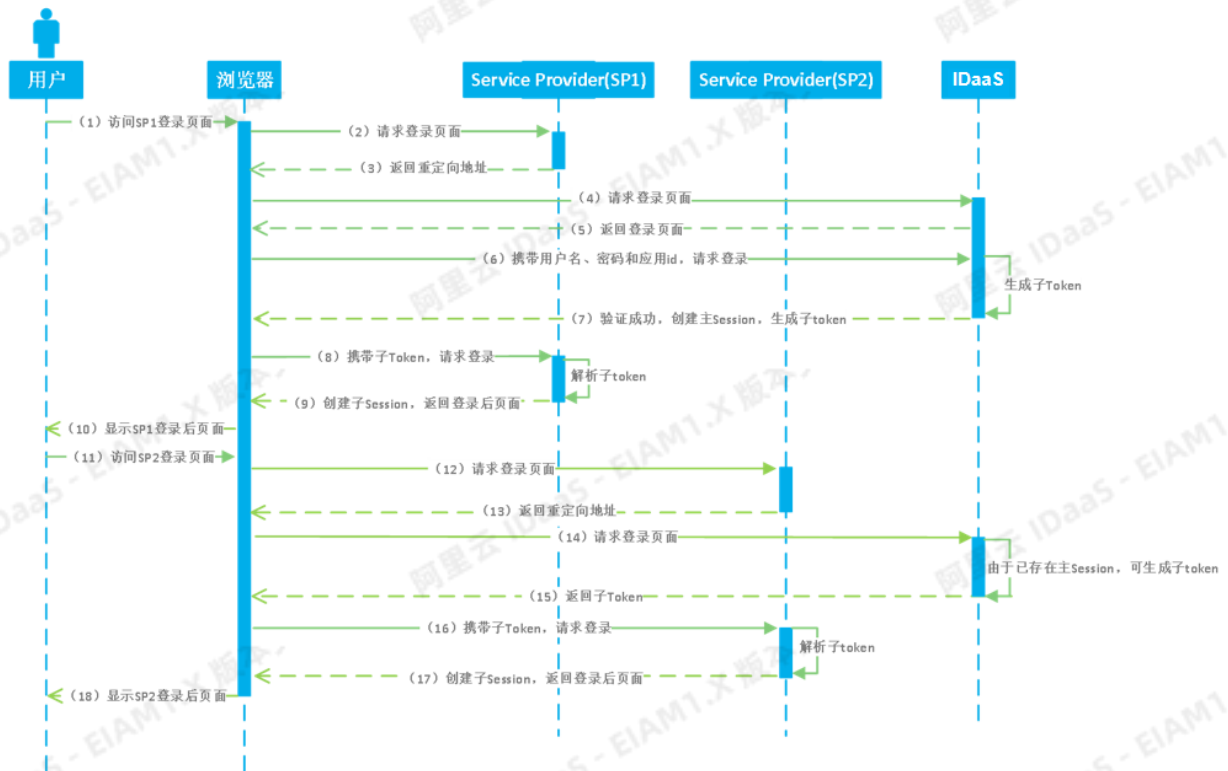 用户
浏览器
Service Provider(SP1)
Service Provider(SP2)
IDaaS
（1）访问SP1登录页面
（2）请求登录页面
（3）返回重定向地址
（4）请求登录页面
（5）返回登录页面
（6）携带用户名、密码和应用id，请求登录
生成子Token
（7）验证成功，创建主Session，生成子token
（8）携带子Token，请求登录
解析子token
（9）创建子Session，返回登录后页面
（10）显示SP1登录后页面
（11）访问SP2登录页面
（12）请求登录页面
（13）返回重定向地址
（14）请求登录页面
由于已存在主Session，可生成子token
（15）返回子Token
（16）携带子Token，请求登录
解析子token
（17）创建子Session，返回登录后页面
（18）显示SP2登录后页面
阿里云 IDaaS - EIAM1.X 版本